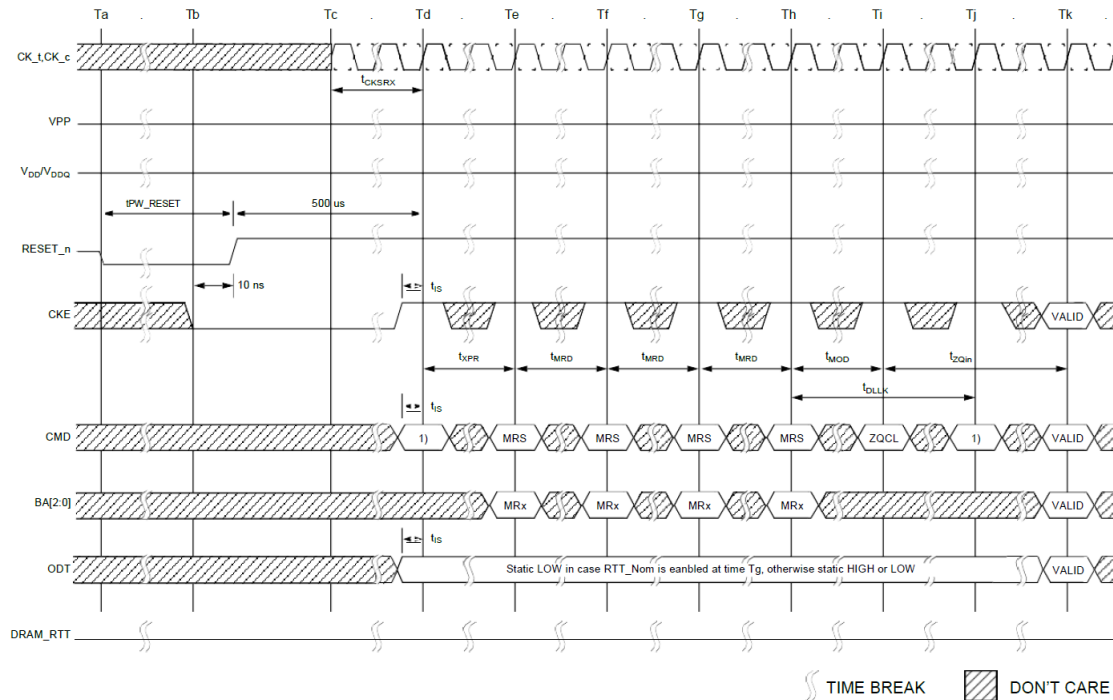 Ta . Tb Tc . Td . Te . Tf . Tg . Th . Ti . Tj . Tk .
CK_t,CK_c
tCKSRX
VPP
VDD/VDDQ
tPW_RESET 500 us
RESET_n
10 ns tIS
CKE VALID
tXPR tMRD tMRD tMRD tMOD tZQin
tDLLK
tIS
CMD 1) MRS MRS MRS MRS ZQCL 1) VALID
BA[2:0] MRx MRx MRx MRx VALID
tIS
ODT Static LOW in case RTT_Nom is eanbled at time Tg, otherwise static HIGH or LOW VALID
DRAM_RTT
TIME BREAK DON'T CARE